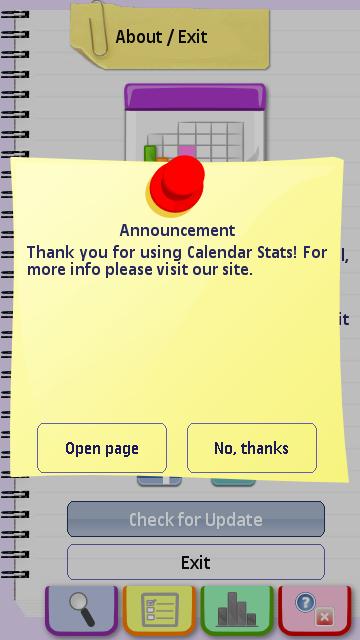 About / Exit
Announcement
Thank you for using Calendar Stats! For
more info please visit our site.
l,
it
Open page
No, thanks
Check for Update
Exit
?